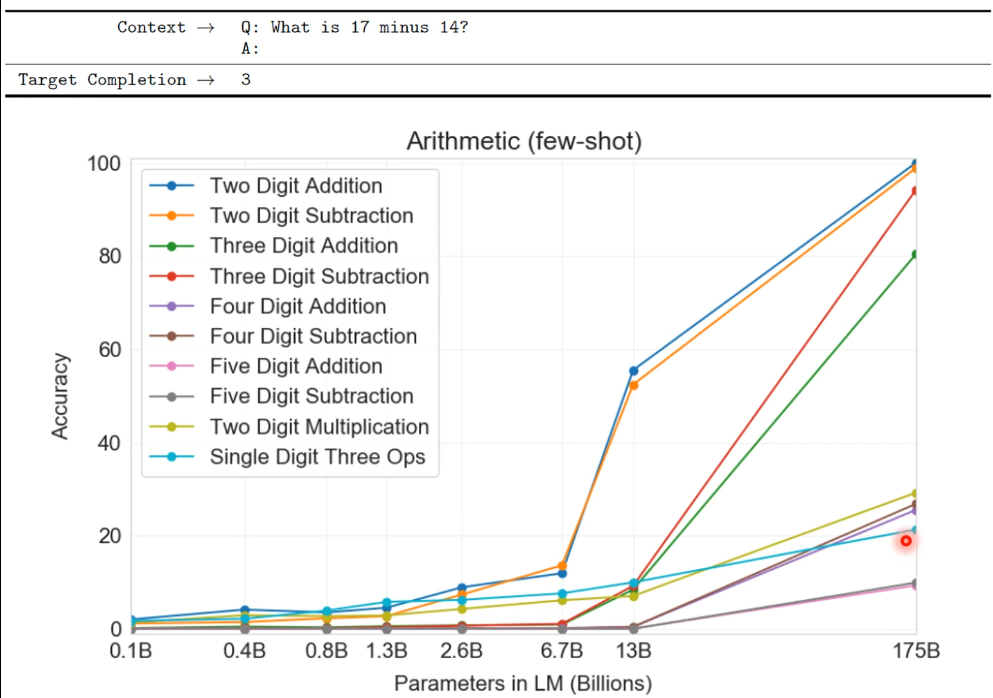 Context → Q: What is 17 minus 14?
A:
Target Completion → 3
Arithmetic (few-shot)
100
80
60
40
20
0
Accuracy
Two Digit Addition
Two Digit Subtraction
Three Digit Addition
Three Digit Subtraction
Four Digit Addition
Four Digit Subtraction
Five Digit Addition
Five Digit Subtraction
Two Digit Multiplication
Single Digit Three Ops
0.1B 0.4B 0.8B 1.3B 2.6B 6.7B 13B 175B
Parameters in LM (Billions)